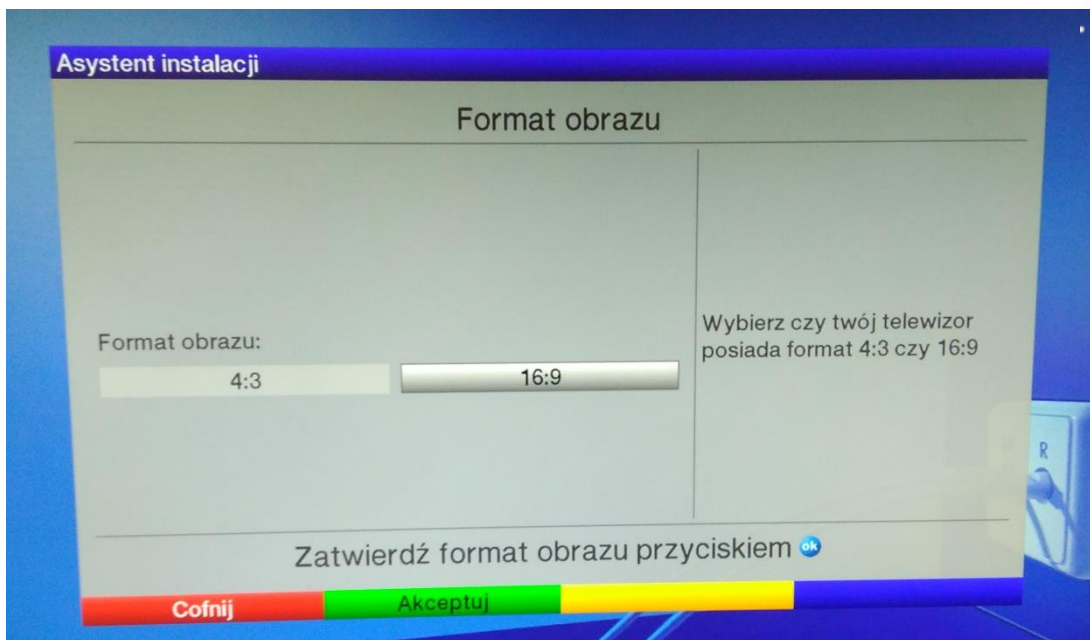 Asystent instalacji
Format obrazu
Format obrazu:
4:3 16:9
Wybierz czy twój telewizor
posiada format 4:3 czy 16:9
R
Zatwierdź format obrazu przyciskiem ok
Cofnij Akceptuj